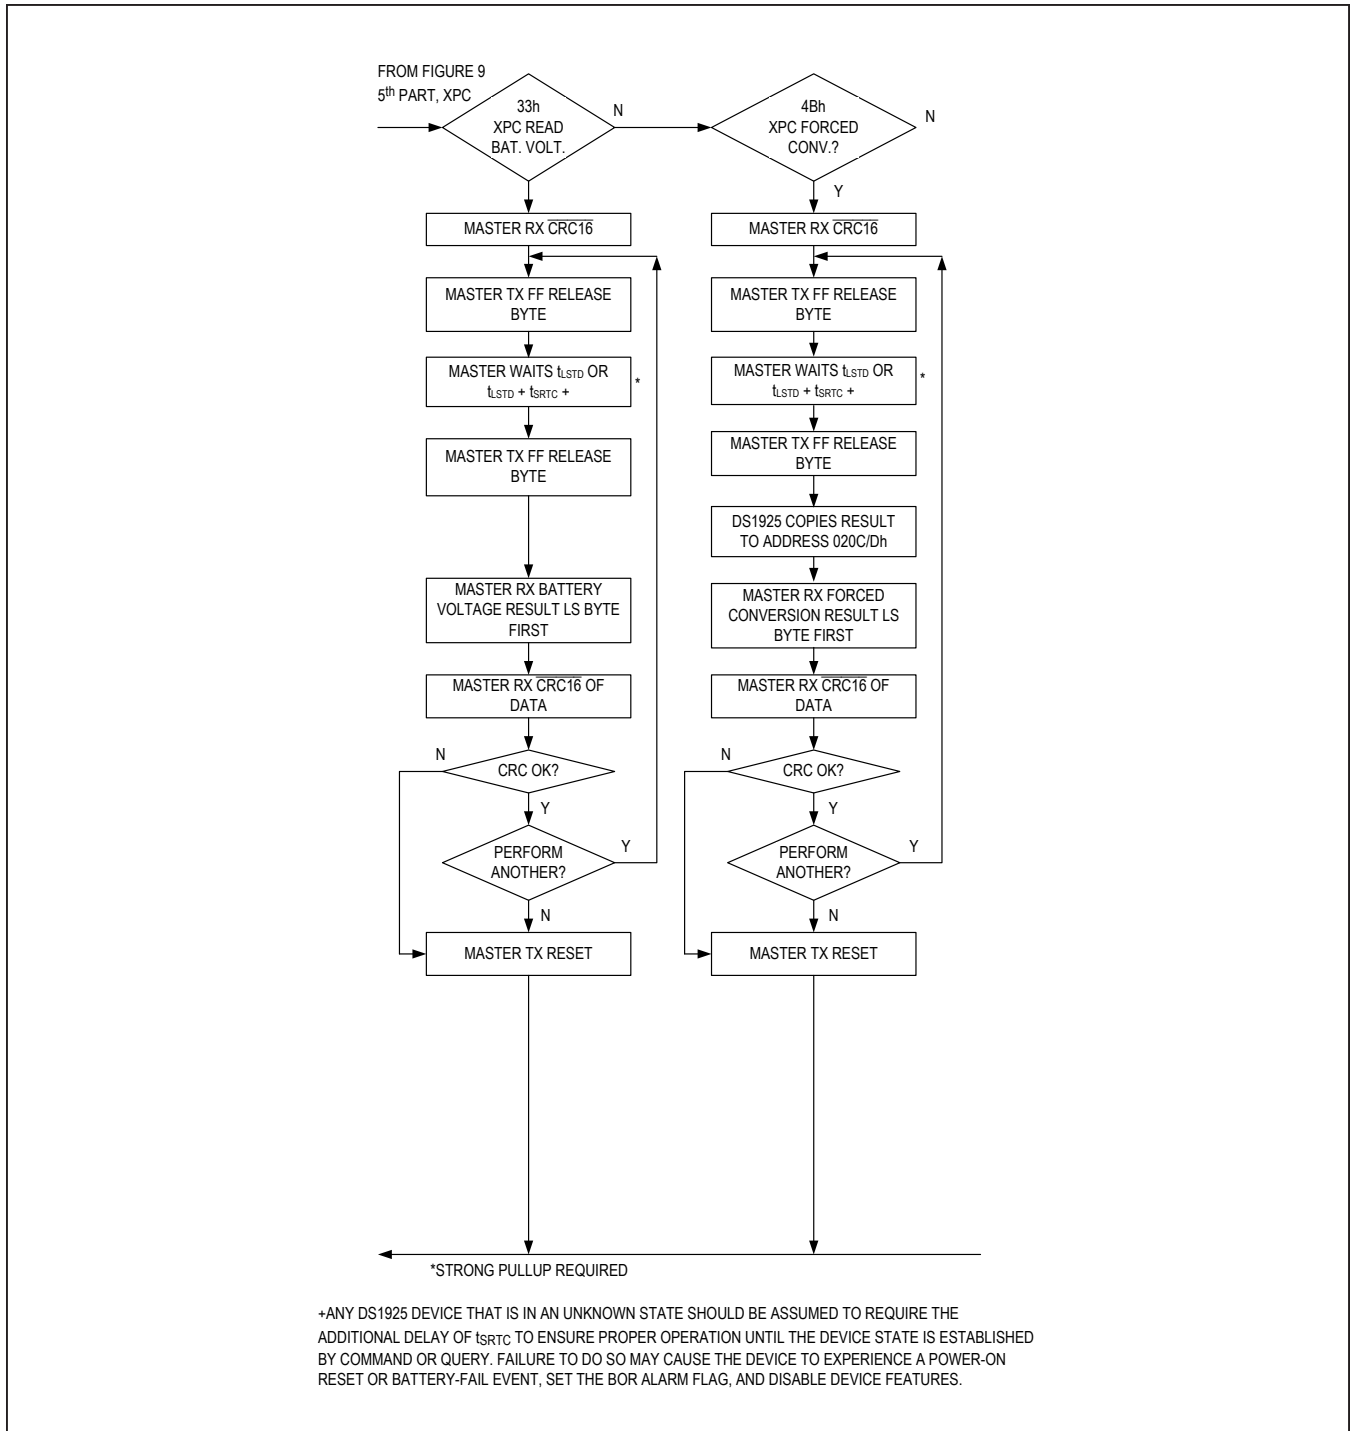 FROM FIGURE 9
5th PART, XPC
33h
XPC READ
BAT. VOLT.
N
4Bh
XPC FORCED
CONV.?
N
Y
MASTER RX CRC16
MASTER TX FF RELEASE
BYTE
MASTER WAITS tLSTD OR
tLSTD + tSRTC +
*
MASTER TX FF RELEASE
BYTE
MASTER RX BATTERY
VOLTAGE RESULT LS BYTE
FIRST
MASTER RX CRC16 OF
DATA
N
CRC OK?
Y
PERFORM
ANOTHER?
Y
N
MASTER TX RESET
MASTER RX CRC16
MASTER TX FF RELEASE
BYTE
MASTER WAITS tLSTD OR
tLSTD + tSRTC +
*
MASTER TX FF RELEASE
BYTE
DS1925 COPIES RESULT
TO ADDRESS 020C/Dh
MASTER RX FORCED
CONVERSION RESULT LS
BYTE FIRST
MASTER RX CRC16 OF
DATA
N
CRC OK?
Y
PERFORM
ANOTHER?
Y
N
MASTER TX RESET
*STRONG PULLUP REQUIRED
+ANY DS1925 DEVICE THAT IS IN AN UNKNOWN STATE SHOULD BE ASSUMED TO REQUIRE THE
ADDITIONAL DELAY OF tSRTC TO ENSURE PROPER OPERATION UNTIL THE DEVICE STATE IS ESTABLISHED
BY COMMAND OR QUERY. FAILURE TO DO SO MAY CAUSE THE DEVICE TO EXPERIENCE A POWER-ON
RESET OR BATTERY-FAIL EVENT, SET THE BOR ALARM FLAG, AND DISABLE DEVICE FEATURES.